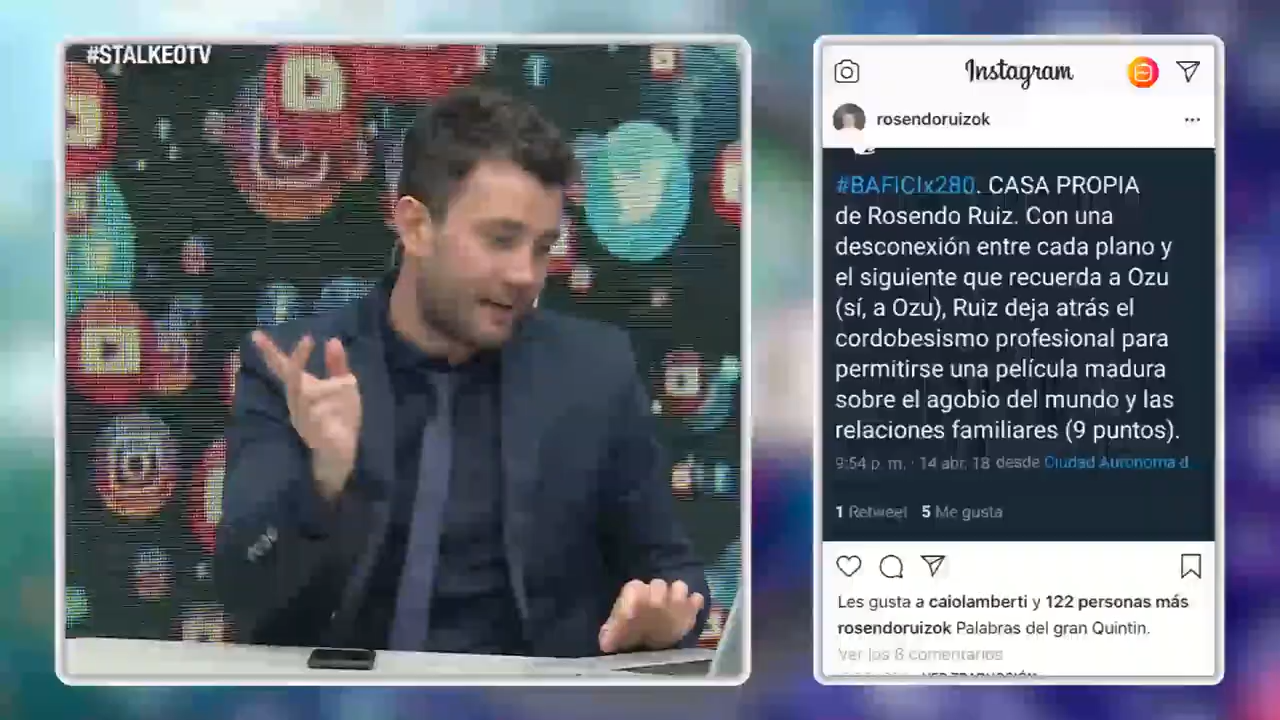 #STALKEOTV
Instagram
rosendoruizok
#BAFICIx280. CASA PROPIA
de Rosendo Ruiz. Con una
desconexión entre cada plano y
el siguiente que recuerda a Ozu
(sí, a Ozu), Ruiz deja atrás el
cordobesismo profesional para
permitirse una película madura
sobre el agobio del mundo y las
relaciones familiares (9 puntos).
9:54 p. m. · 14 abr. 18 desde Ciudad Autonoma d
1 Retweet 5 Me gusta
Les gusta a caiolamberti y 122 personas más
rosendoruizok Palabras del gran Quintin.
Ver los 8 comentarios